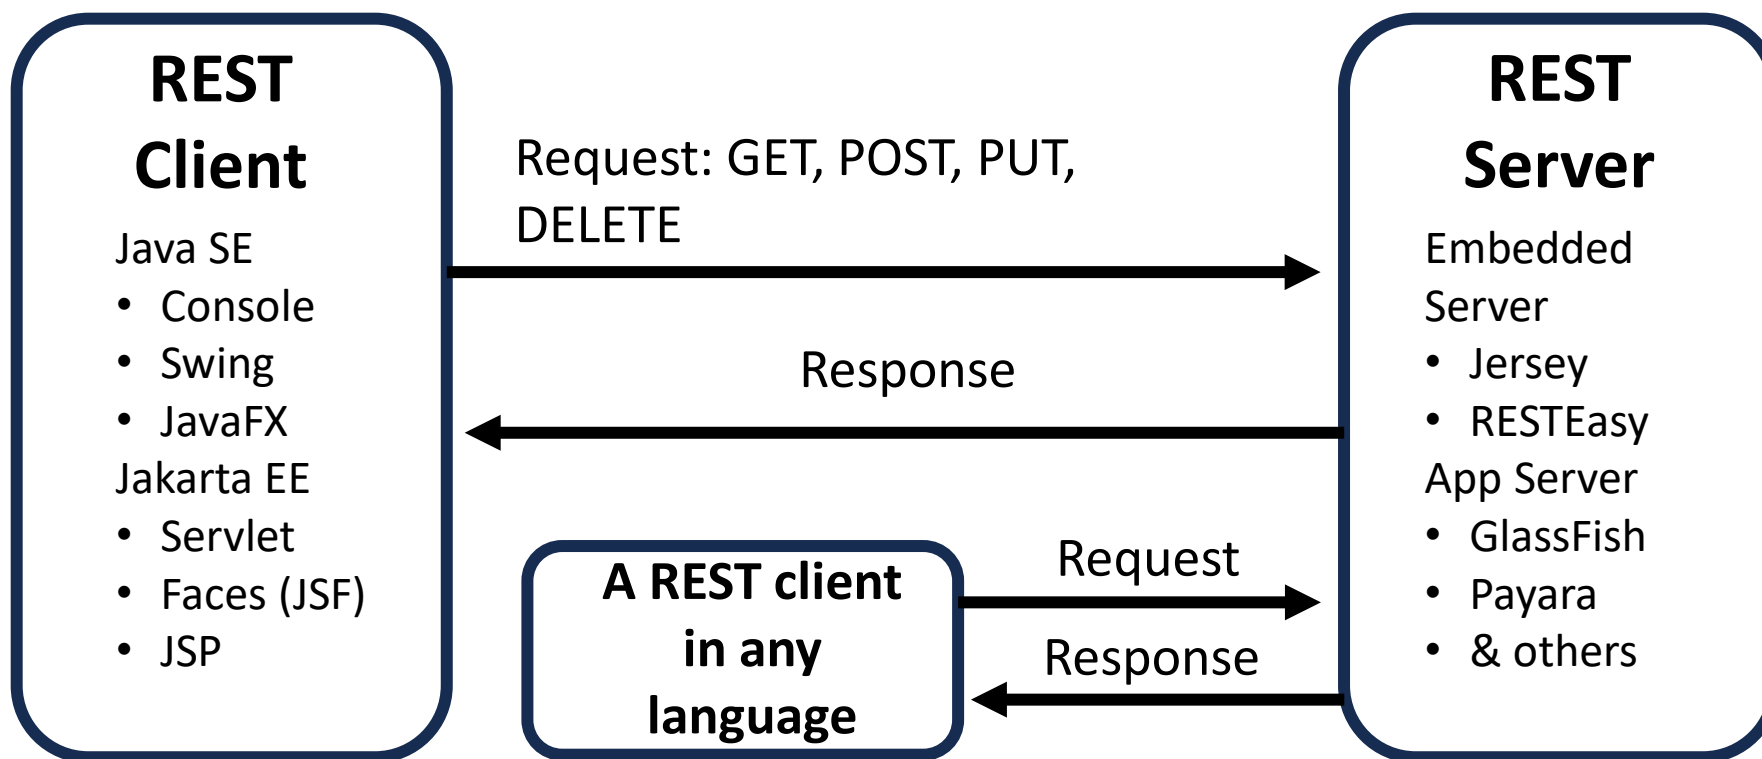 REST
Client
Java SE
• Console
• Swing
• JavaFX
Jakarta EE
• Servlet
• Faces (JSF)
• JSP
Request: GET, POST, PUT,
DELETE
Response
A REST client
in any
language
Request
Response
REST
Server
Embedded
Server
• Jersey
• RESTEasy
App Server
• GlassFish
• Payara
• & others